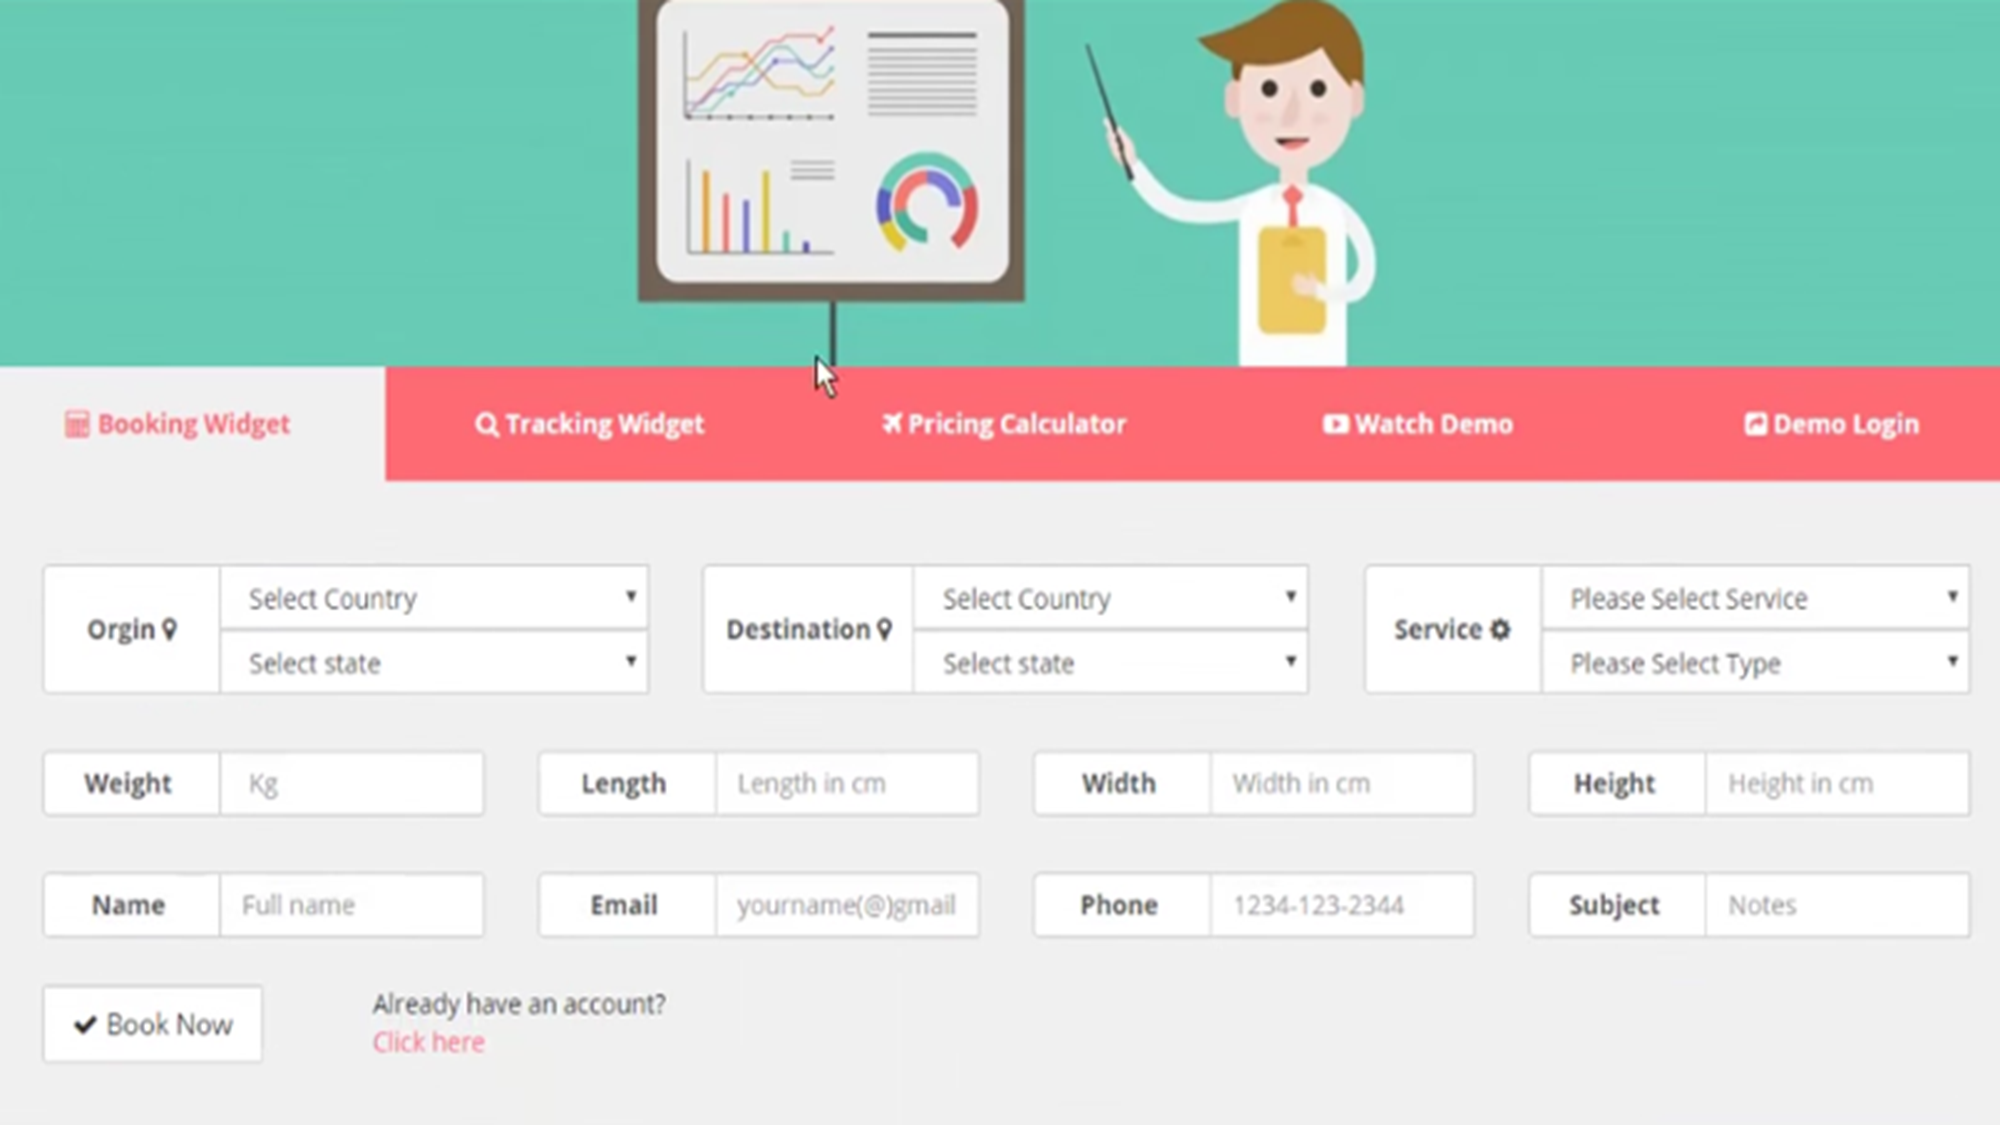 Booking Widget
Tracking Widget
Pricing Calculator
Watch Demo
Demo Login
Orgin
Select Country
Select state
Destination
Select Country
Select state
Service
Please Select Service
Please Select Type
Weight
Kg
Length
Length in cm
Width
Width in cm
Height
Height in cm
Name
Full name
Email
yourname(@)gmail
Phone
1234-123-2344
Subject
Notes
Book Now
Already have an account?
Click here